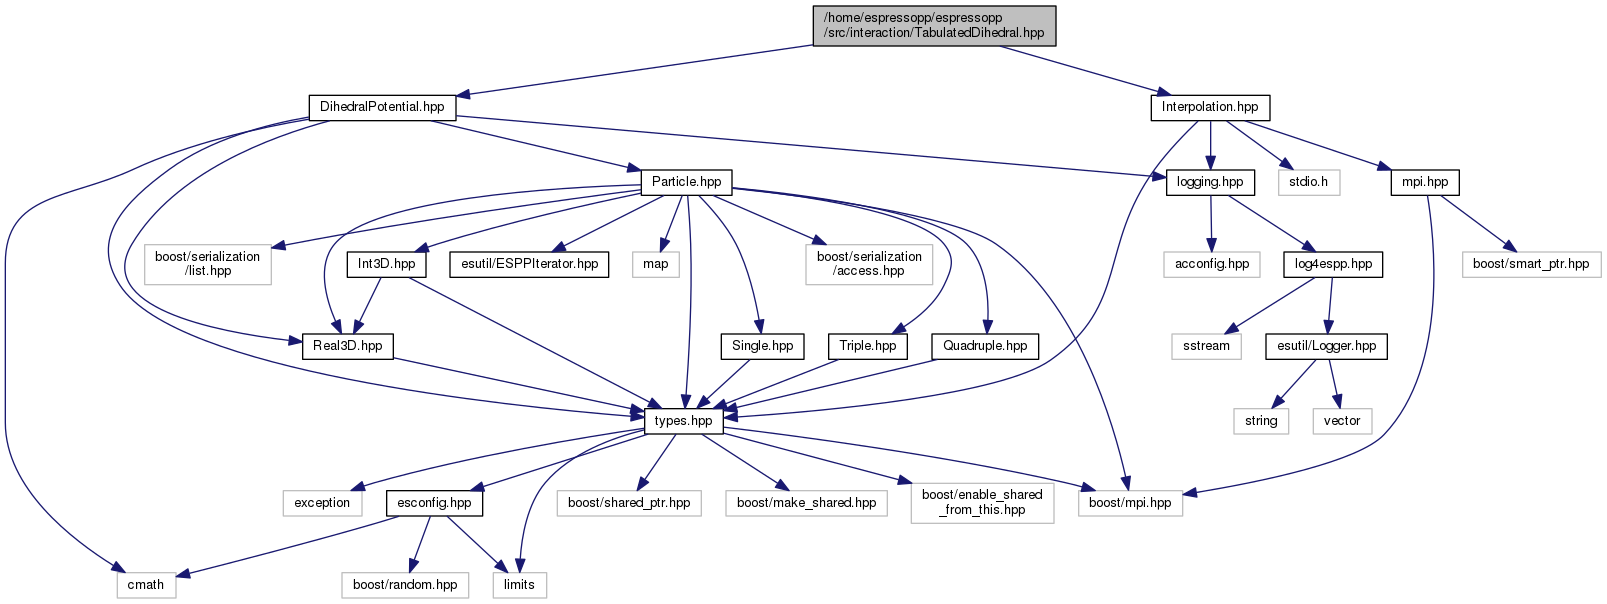 /home/espressopp/espressopp
/src/interaction/TabulatedDihedral.hpp
DihedralPotential.hpp
Interpolation.hpp
Particle.hpp
logging.hpp
stdio.h
mpi.hpp
boost/serialization
/list.hpp
Int3D.hpp
esutil/ESPPIterator.hpp
map
boost/serialization
/access.hpp
acconfig.hpp
log4espp.hpp
boost/smart_ptr.hpp
Real3D.hpp
Single.hpp
Triple.hpp
Quadruple.hpp
sstream
esutil/Logger.hpp
types.hpp
string
vector
exception
esconfig.hpp
boost/shared_ptr.hpp
boost/make_shared.hpp
boost/enable_shared
_from_this.hpp
boost/mpi.hpp
cmath
boost/random.hpp
limits